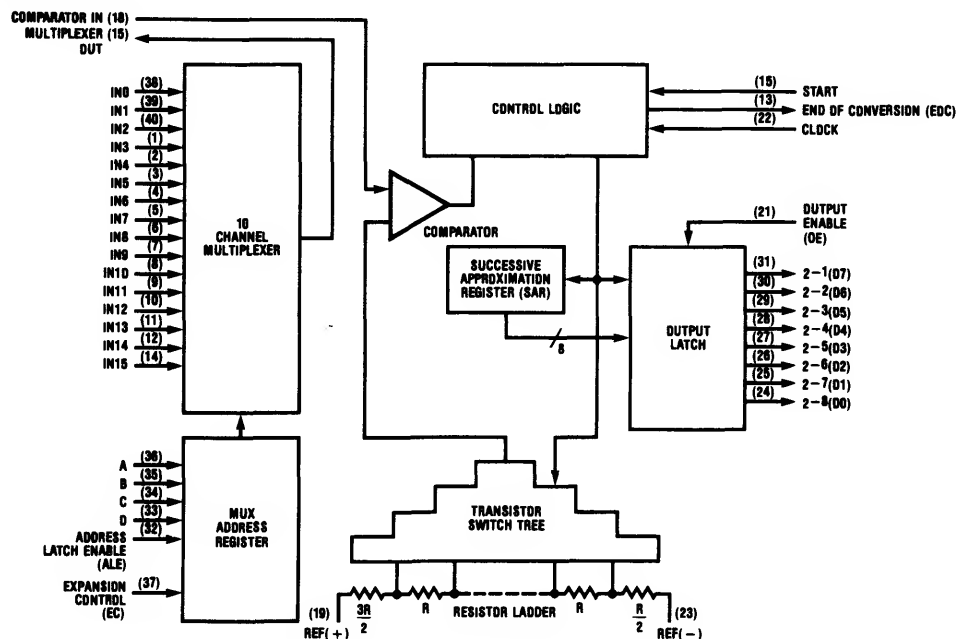 COMPARATOR IN (18)
MULTIPLEXER (15)
DUT
IN0 (38)
IN1 (39)
IN2 (40)
IN3 (1)
IN4 (2)
IN5 (3)
IN6 (4)
IN7 (5)
IN8 (6)
IN9 (7)
IN10 (8)
IN11 (9)
IN12 (10)
IN13 (11)
IN14 (12)
IN15 (14)
10
CHANNEL
MULTIPLEXER
CONTROL LOGIC
(15) START
(13) END OF CONVERSION (EDC)
(22) CLOCK
COMPARATOR
SUCCESSIVE
APPROXIMATION
REGISTER (SAR)
8
(21) OUTPUT
ENABLE
(OE)
DUTPUT
LATCH
(31) 2-1(D7)
(30) 2-2(D6)
(29) 2-3(D5)
(28) 2-4(D4)
(27) 2-5(D3)
(26) 2-6(D2)
(25) 2-7(D1)
(24) 2-8(D0)
A (36)
B (35)
C (34)
D (33)
ADDRESS (32)
LATCH ENABLE
(ALE)
EXPANSION (37)
CONTROL
(EC)
MUX
ADDRESS
REGISTER
TRANSISTOR
SWITCH TREE
(19)
REF(+)
3R
2
R
RESISTOR LADDER
R
R
2
(23)
REF(-)